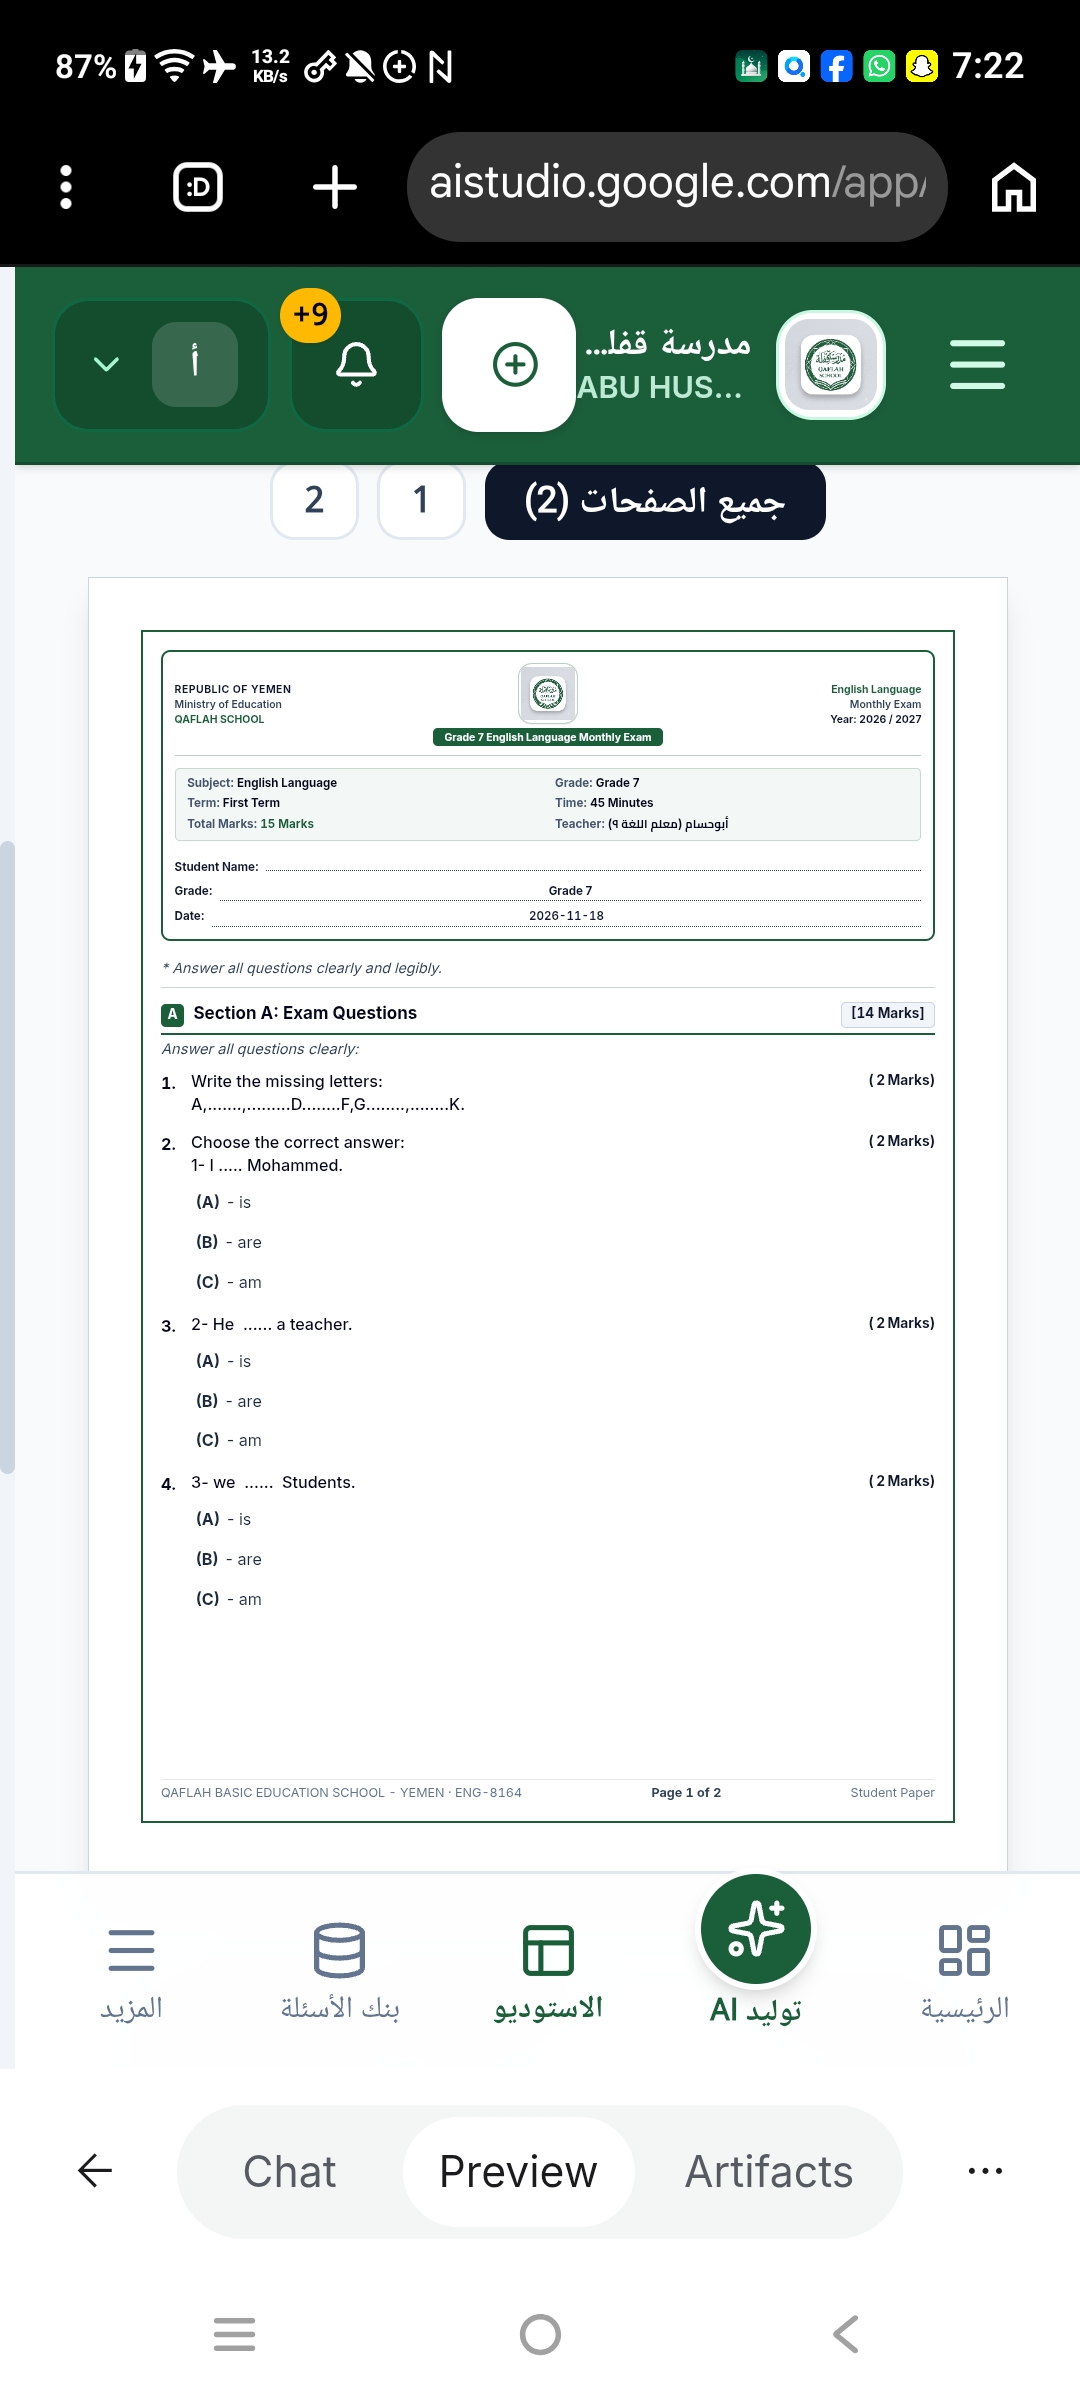 87% 13.2 KB/s 7:22
:D aistudio.google.com/app/
أ +9 مدرسة قفلـ...
ABU HUS...
جميع الصفحات (2) 1 2
REPUBLIC OF YEMEN
Ministry of Education
QAFLAH SCHOOL
English Language
Monthly Exam
Year: 2026 / 2027
Grade 7 English Language Monthly Exam
Subject: English Language Grade: Grade 7
Term: First Term Time: 45 Minutes
Total Marks: 15 Marks Teacher: أبوحسام (معلم اللغة ٩)
Student Name:
Grade: Grade 7
Date: 2026-11-18
* Answer all questions clearly and legibly.
A Section A: Exam Questions [14 Marks]
Answer all questions clearly:
1. Write the missing letters: ( 2 Marks)
A,.......,.........D........F,G........,........K.
2. Choose the correct answer: ( 2 Marks)
1- I ..... Mohammed.
(A) - is
(B) - are
(C) - am
3. 2- He ...... a teacher. ( 2 Marks)
(A) - is
(B) - are
(C) - am
4. 3- we ...... Students. ( 2 Marks)
(A) - is
(B) - are
(C) - am
QAFLAH BASIC EDUCATION SCHOOL - YEMEN · ENG-8164 Page 1 of 2 Student Paper
الرئيسية توليد AI الاستوديو بنك الأسئلة المزيد
Chat Preview Artifacts